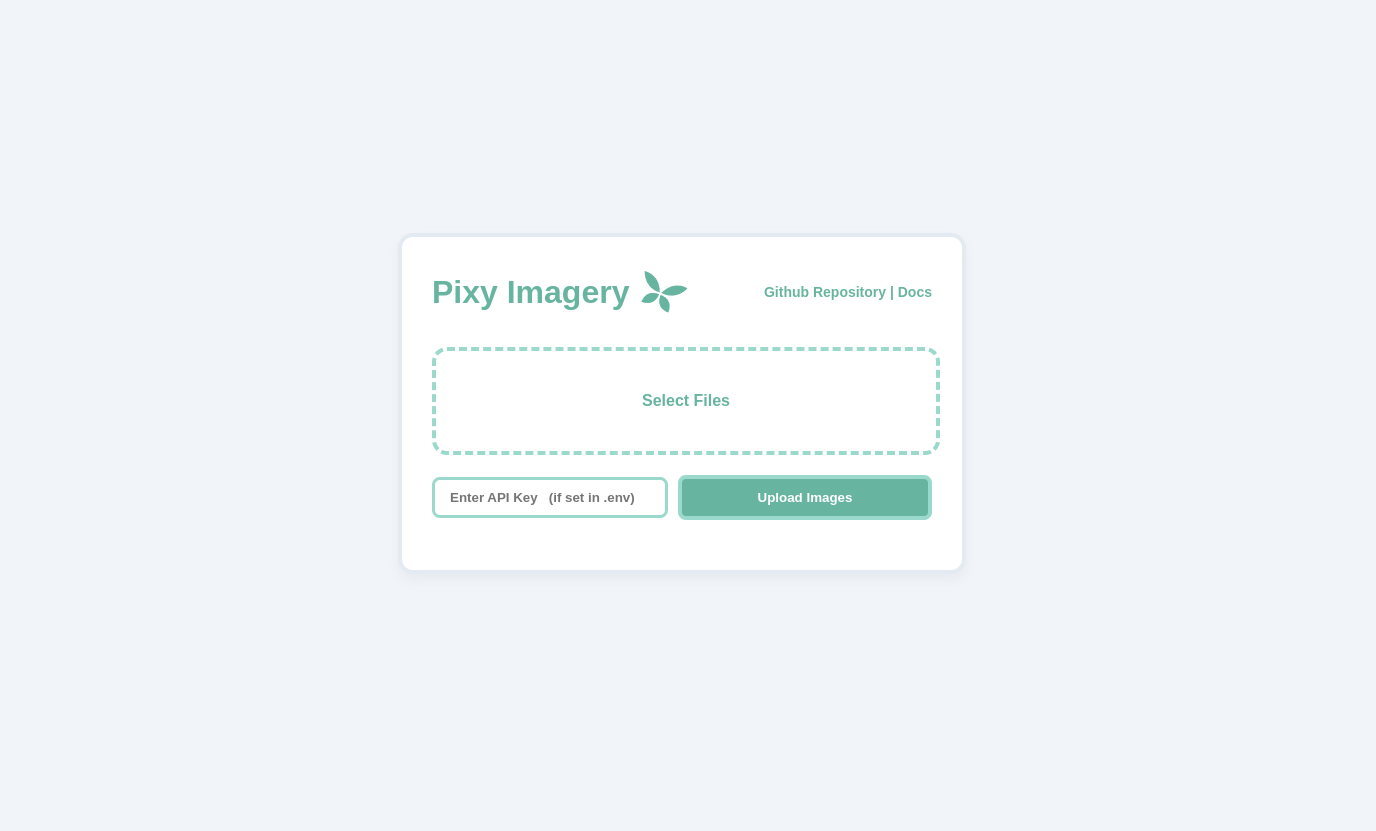 Pixy Imagery
Github Repository | Docs
Select Files
Enter API Key   (if set in .env)
Upload Images